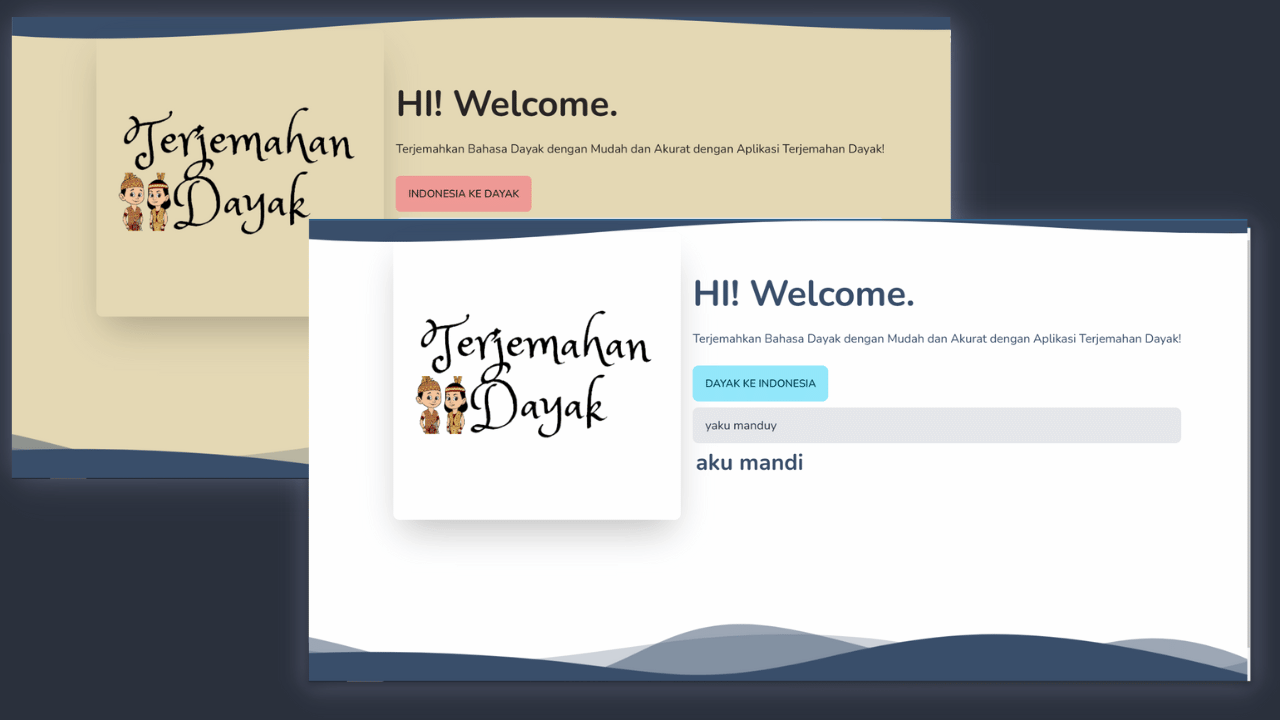 Terjemahan
Dayak
HI! Welcome.
Terjemahkan Bahasa Dayak dengan Mudah dan Akurat dengan Aplikasi Terjemahan Dayak!
INDONESIA KE DAYAK
Terjemahan
Dayak
HI! Welcome.
Terjemahkan Bahasa Dayak dengan Mudah dan Akurat dengan Aplikasi Terjemahan Dayak!
DAYAK KE INDONESIA
yaku manduy
aku mandi